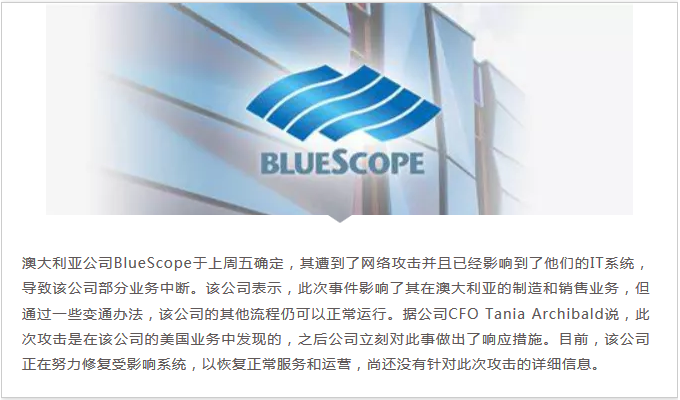 BLUESCOPE
澳大利亚公司BlueScope于上周五确定，其遭到了网络攻击并且已经影响到了他们的IT系统，
导致该公司部分业务中断。该公司表示，此次事件影响了其在澳大利亚的制造和销售业务，但
通过一些变通办法，该公司的其他流程仍可以正常运行。据公司CFO Tania Archibald说，此
次攻击是在该公司的美国业务中发现的，之后公司立刻对此事做出了响应措施。目前，该公司
正在努力修复受影响系统，以恢复正常服务和运营，尚还没有针对此次攻击的详细信息。